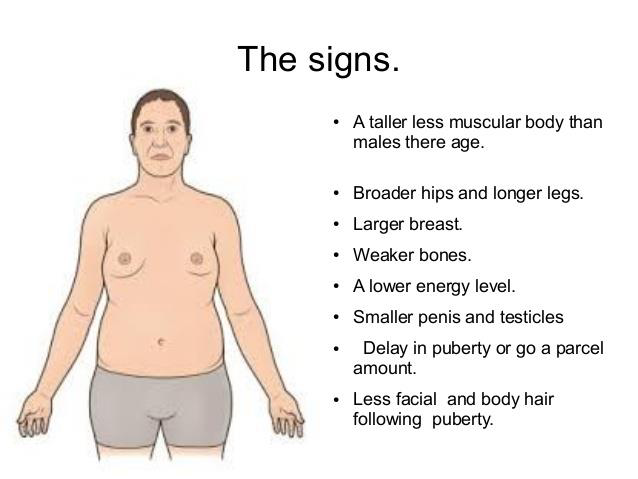 The signs.
• A taller less muscular body than
males there age.
• Broader hips and longer legs.
• Larger breast.
• Weaker bones.
• A lower energy level.
• Smaller penis and testicles
• Delay in puberty or go a parcel
amount.
• Less facial and body hair
following puberty.